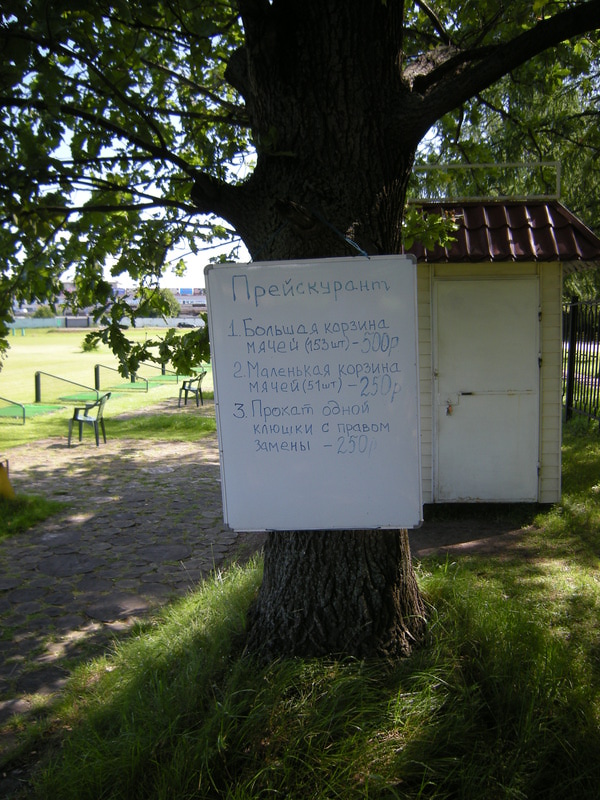 Прейскурант
1. Большая корзина
мячей (153шт) - 500р
2. Маленькая корзина
мячей (51шт) - 250р
3. Прокат одной
клюшки с правом
замены - 250р